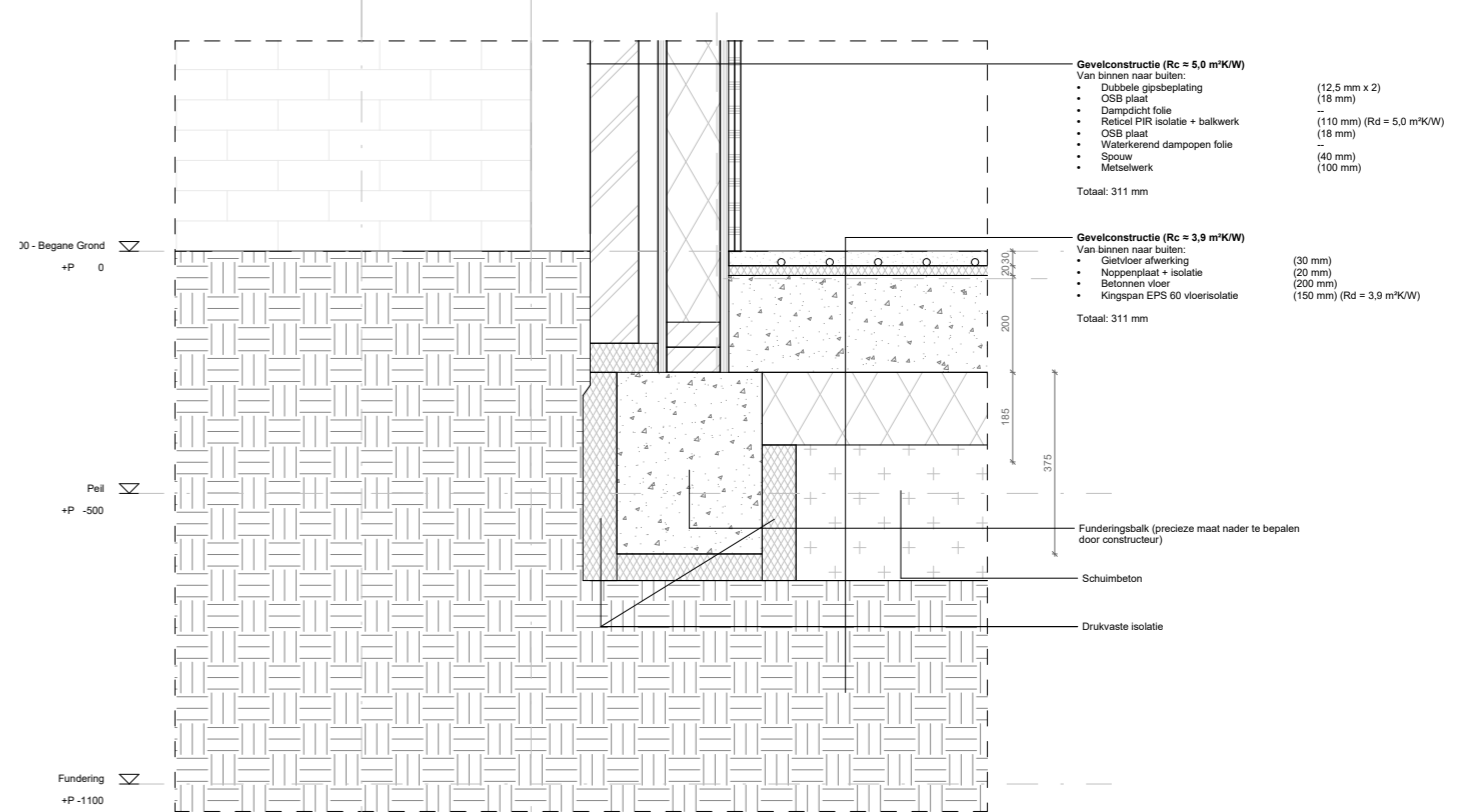 Gevelconstructie (Rc ≈ 5,0 m²K/W)
Van binnen naar buiten:
• Dubbele gipsbeplating (12,5 mm x 2)
• OSB plaat (18 mm)
• Dampdicht folie --
• Reticel PIR isolatie + balkwerk (110 mm) (Rd = 5,0 m²K/W)
• OSB plaat (18 mm)
• Waterkerend dampopen folie --
• Spouw (40 mm)
• Metselwerk (100 mm)
Totaal: 311 mm
00 - Begane Grond
+P 0
Gevelconstructie (Rc ≈ 3,9 m²K/W)
Van binnen naar buiten:
• Gietvloer afwerking (30 mm)
• Noppenplaat + isolatie (20 mm)
• Betonnen vloer (200 mm)
• Kingspan EPS 60 vloerisolatie (150 mm) (Rd = 3,9 m²K/W)
Totaal: 311 mm
30
20
200
185
375
Peil
+P -500
Funderingsbalk (precieze maat nader te bepalen
door constructeur)
Schuimbeton
Drukvaste isolatie
Fundering
+P -1100